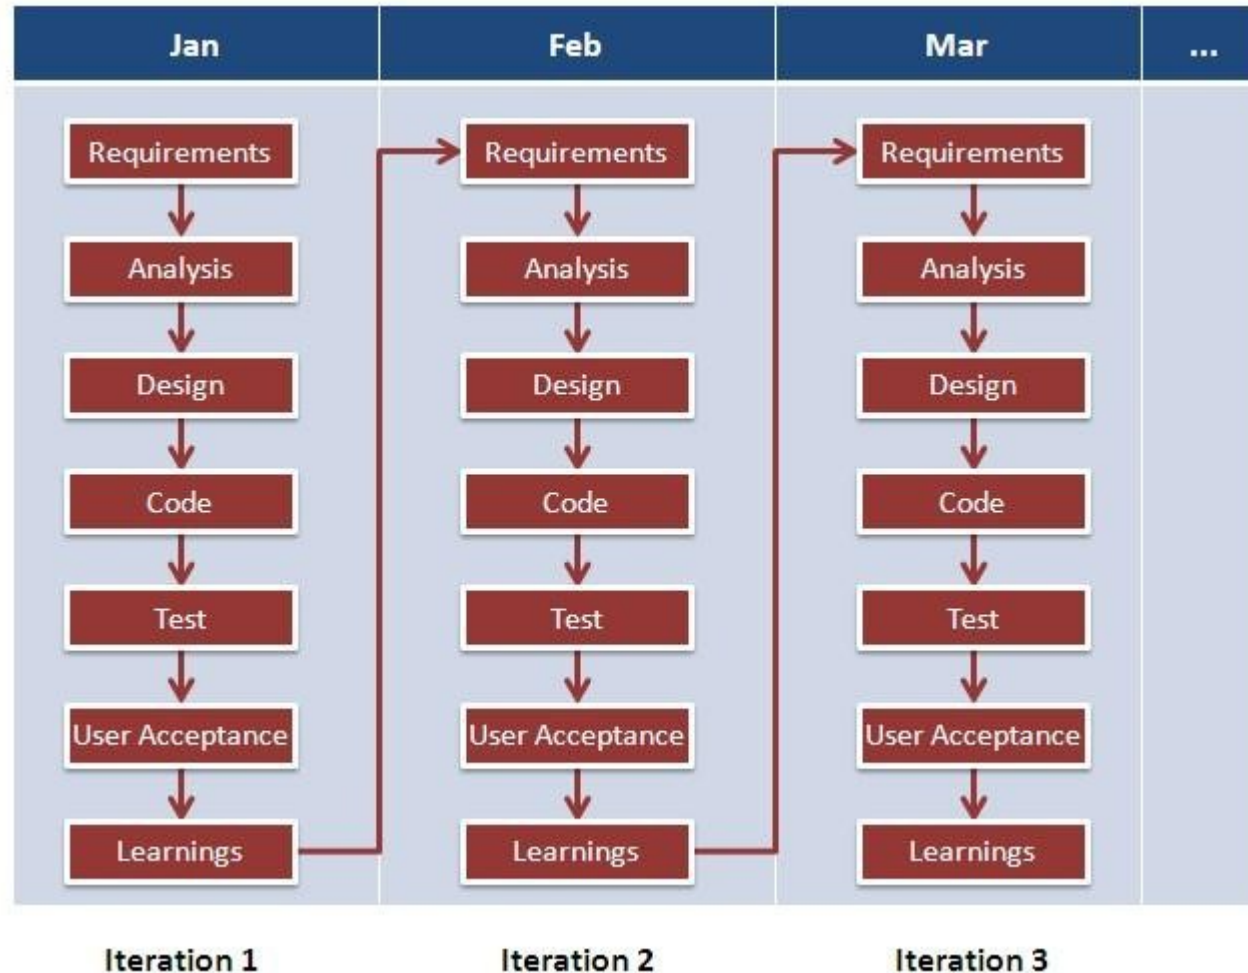 Jan
Feb
Mar
...
Requirements
Analysis
Design
Code
Test
User Acceptance
Learnings
Iteration 1
Requirements
Analysis
Design
Code
Test
User Acceptance
Learnings
Iteration 2
Requirements
Analysis
Design
Code
Test
User Acceptance
Learnings
Iteration 3